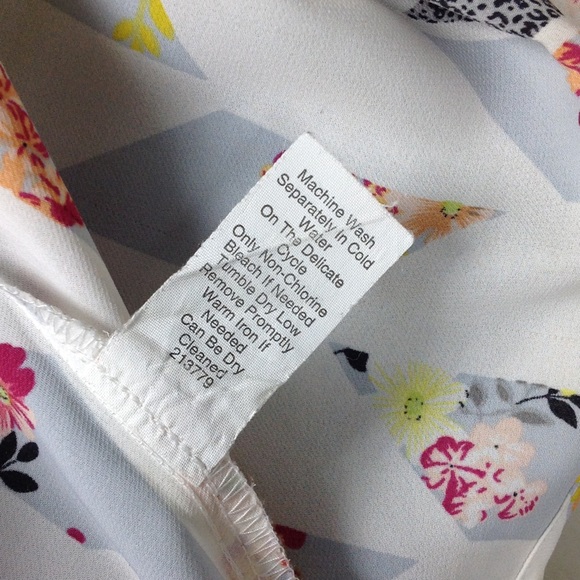 Machine Wash
Separately In Cold
Water
On The Delicate
Cycle
Only Non-Chlorine
Bleach If Needed
Tumble Dry Low
Remove Promptly
Warm Iron If
Needed
Can Be Dry
Cleaned
213779